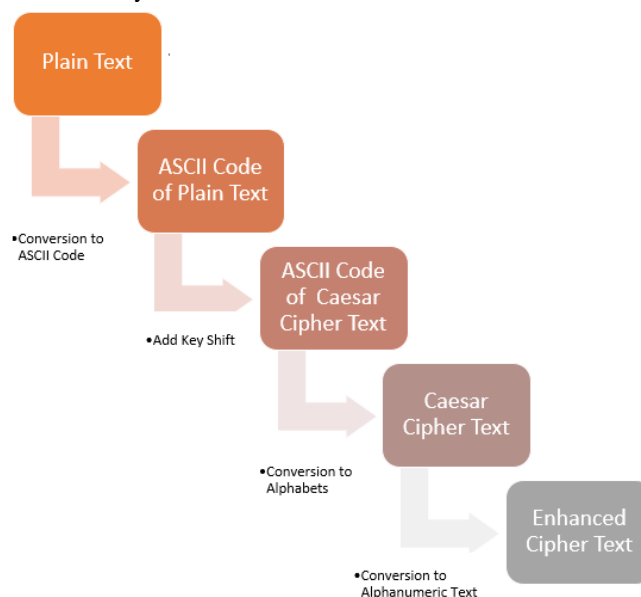 Plain Text
ASCII Code
of Plain Text
•Conversion to
ASCII Code
ASCII Code
of Caesar
Cipher Text
•Add Key Shift
Caesar
Cipher Text
•Conversion to
Alphabets
Enhanced
Cipher Text
•Conversion to
Alphanumeric Text